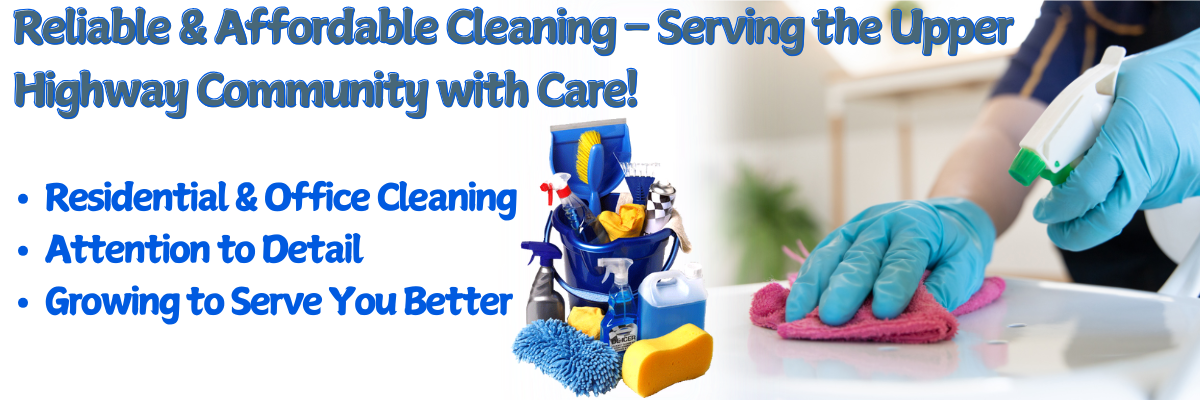 Reliable & Affordable Cleaning – Serving the Upper
Highway Community with Care!
• Residential & Office Cleaning
• Attention to Detail
• Growing to Serve You Better